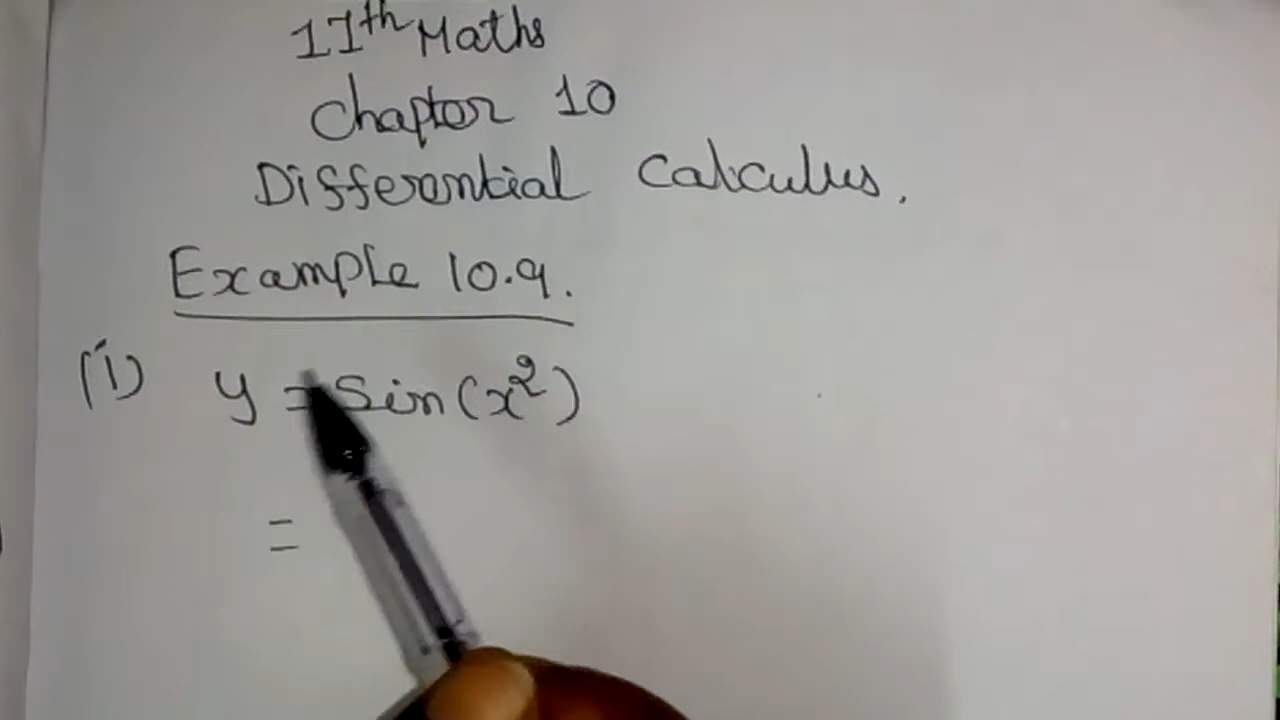 11th Maths
Chapter 10
Differential Calculus.
Example 10.9.
(i) y = Sin(x²)
=